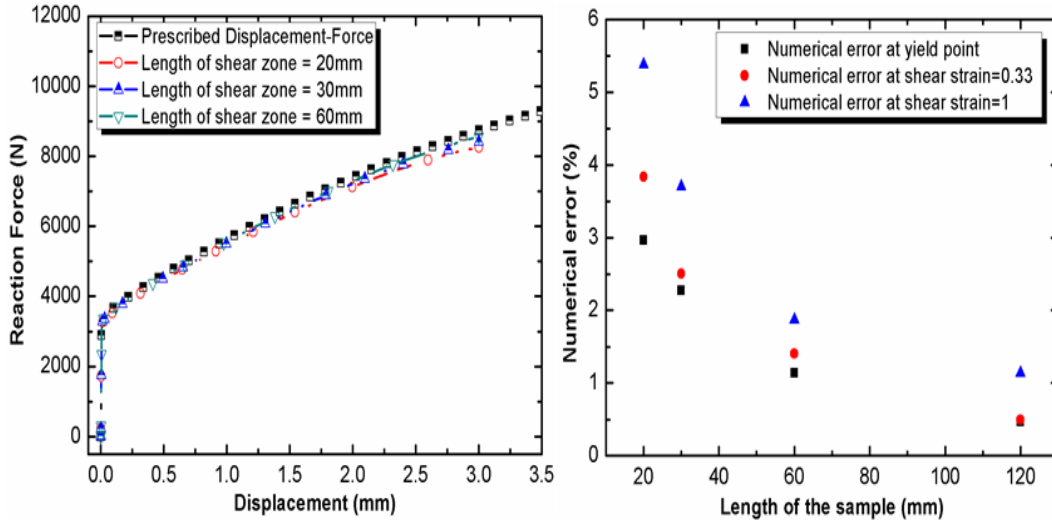 12000
10000
8000
6000
4000
2000
0
Reaction Force (N)
Prescribed Displacement-Force
Length of shear zone = 20mm
Length of shear zone = 30mm
Length of shear zone = 60mm
0.0 0.5 1.0 1.5 2.0 2.5 3.0 3.5
Displacement (mm)
6
5
4
3
2
1
0
Numerical error (%)
Numerical error at yield point
Numerical error at shear strain=0.33
Numerical error at shear strain=1
20 40 60 80 100 120
Length of the sample (mm)